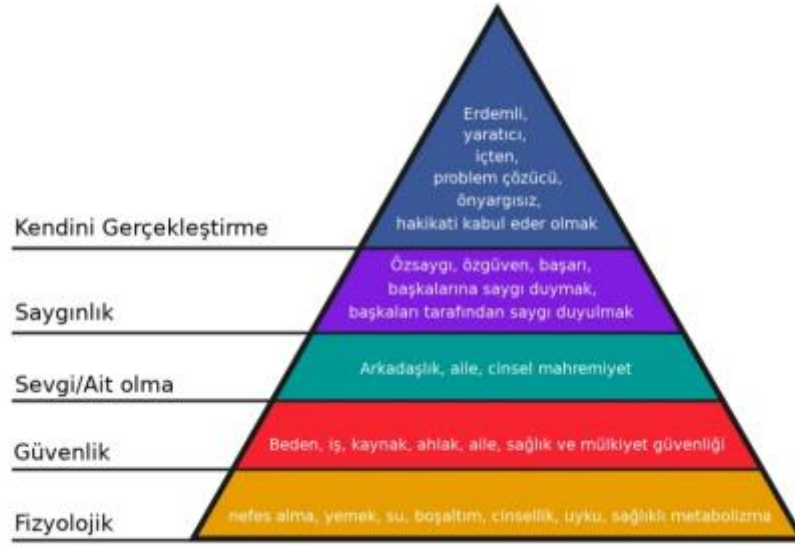 Erdemli,
yaratıcı,
içten,
problem çözücü,
önyargısız,
hakikati kabul eder olmak
Kendini Gerçekleştirme
Özsaygı, özgüven, başarı,
başkalarına saygı duymak,
başkaları tarafından saygı duyulmak
Saygınlık
Arkadaşlık, aile, cinsel mahremiyet
Sevgi/Ait olma
Beden, iş, kaynak, ahlak, aile, sağlık ve mülkiyet güvenliği
Güvenlik
nefes alma, yemek, su, boşaltım, cinsellik, uyku, sağlıklı metabolizma
Fizyolojik